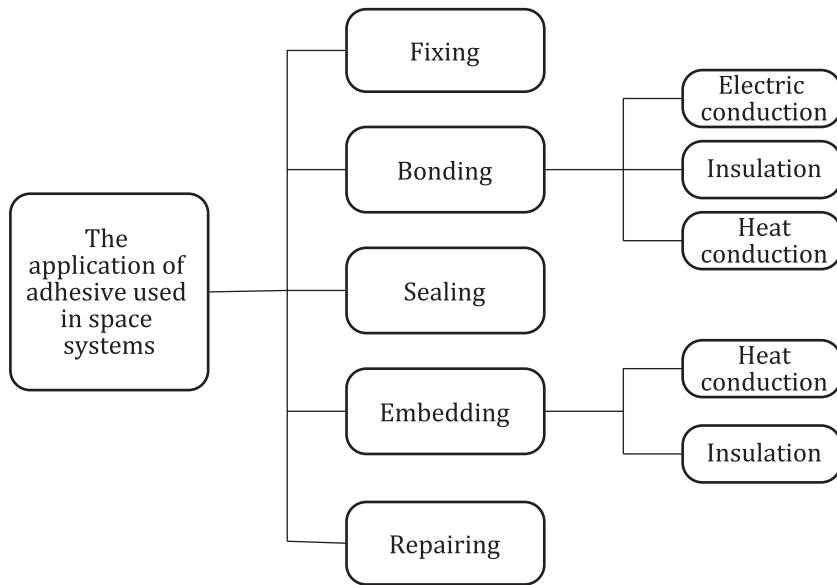 The
application of
adhesive used
in space
systems
Fixing
Bonding
Electric
conduction
Insulation
Heat
conduction
Sealing
Embedding
Heat
conduction
Insulation
Repairing